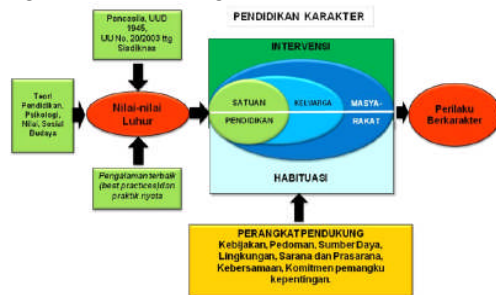 PENDIDIKAN KARAKTER
Pancasila, UUD
1945,
UU No, 20/2003 ttg
Sisdiknas
Teori
Pendidikan,
Psikologi,
Nilai, Sosial
Budaya
Nilai-nilai
Luhur
Pengalaman terbaik
(best practices) dan
praktik nyata
INTERVENSI
SATUAN
PENDIDIKAN
KELUARGA
MASYA-
RAKAT
HABITUASI
Perilaku
Berkarakter
PERANGKAT PENDUKUNG
Kebijakan, Pedoman, Sumber Daya,
Lingkungan, Sarana dan Prasarana,
Kebersamaan, Komitmen pemangku
kepentingan.